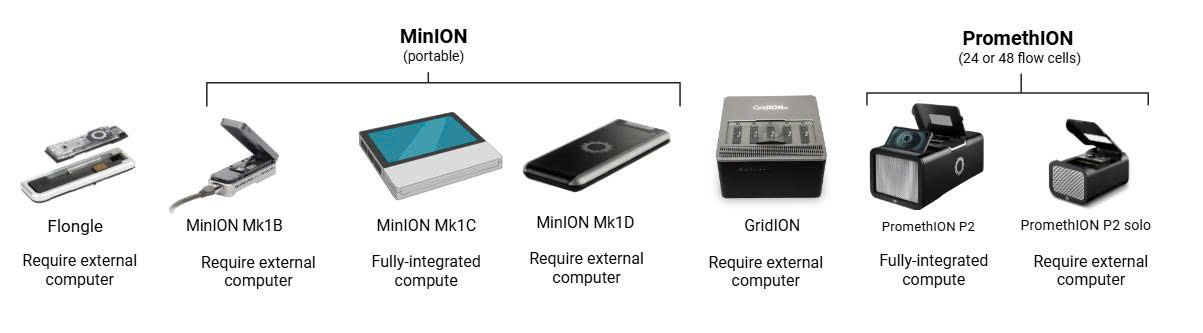 MinION
(portable)
PromethION
(24 or 48 flow cells)
GridION
Flongle
MinION Mk1B
MinION Mk1C
MinION Mk1D
GridION
PromethION P2
PromethION P2 solo
Require external
computer
Require external
computer
Fully-integrated
compute
Require external
computer
Require external
computer
Fully-integrated
compute
Require external
computer